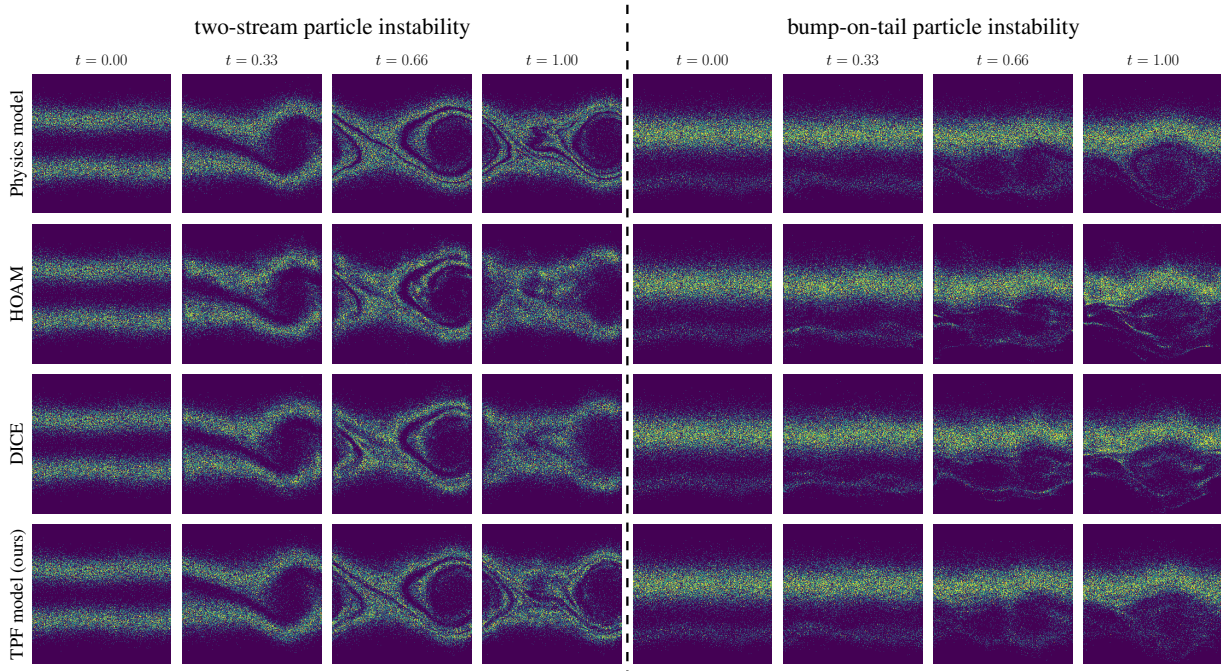 two-stream particle instability
bump-on-tail particle instability
t = 0.00
t = 0.33
t = 0.66
t = 1.00
t = 0.00
t = 0.33
t = 0.66
t = 1.00
Physics model
HOAM
DICE
TPF model (ours)